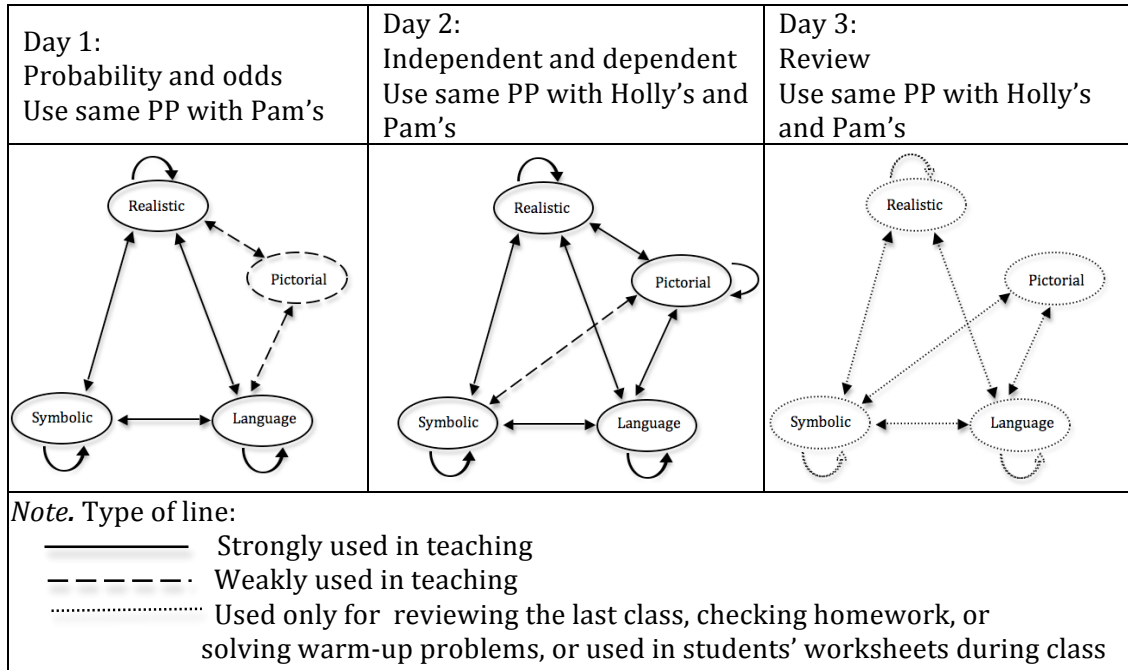 Day 1:
Probability and odds
Use same PP with Pam's
Day 2:
Independent and dependent
Use same PP with Holly's and
Pam's
Day 3:
Review
Use same PP with Holly's
and Pam's
Realistic
Pictorial
Symbolic
Language
Realistic
Pictorial
Symbolic
Language
Realistic
Pictorial
Symbolic
Language
Note. Type of line:
Strongly used in teaching
Weakly used in teaching
Used only for reviewing the last class, checking homework, or
solving warm-up problems, or used in students' worksheets during class